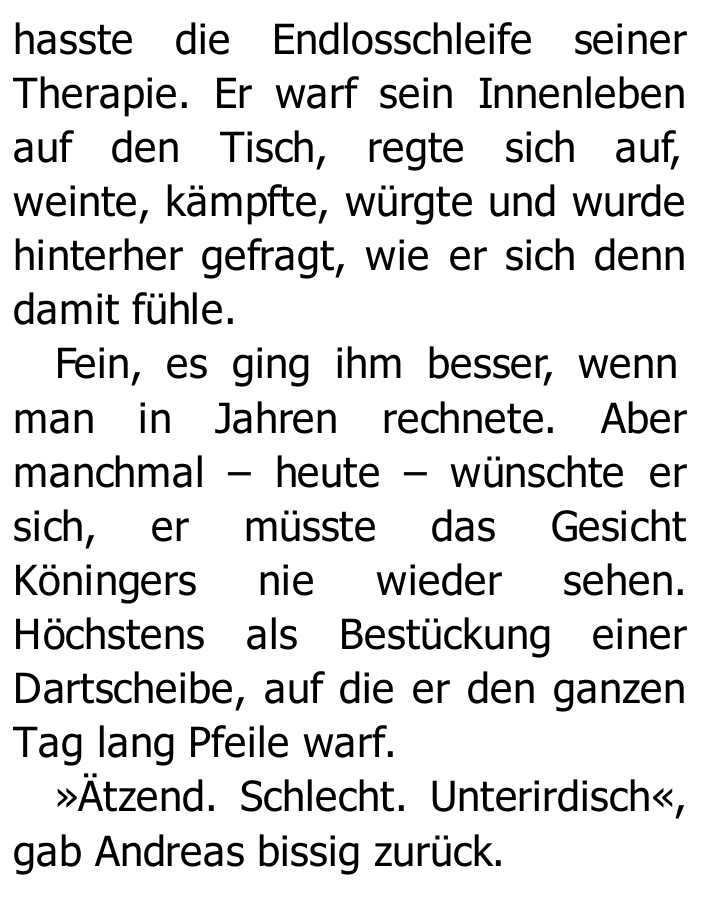 hasste die Endlosschleife seiner
Therapie. Er warf sein Innenleben
auf den Tisch, regte sich auf,
weinte, kämpfte, würgte und wurde
hinterher gefragt, wie er sich denn
damit fühle.
Fein, es ging ihm besser, wenn
man in Jahren rechnete. Aber
manchmal – heute – wünschte er
sich, er müsste das Gesicht
Köningers nie wieder sehen.
Höchstens als Bestückung einer
Dartscheibe, auf die er den ganzen
Tag lang Pfeile warf.
»Ätzend. Schlecht. Unterirdisch«,
gab Andreas bissig zurück.